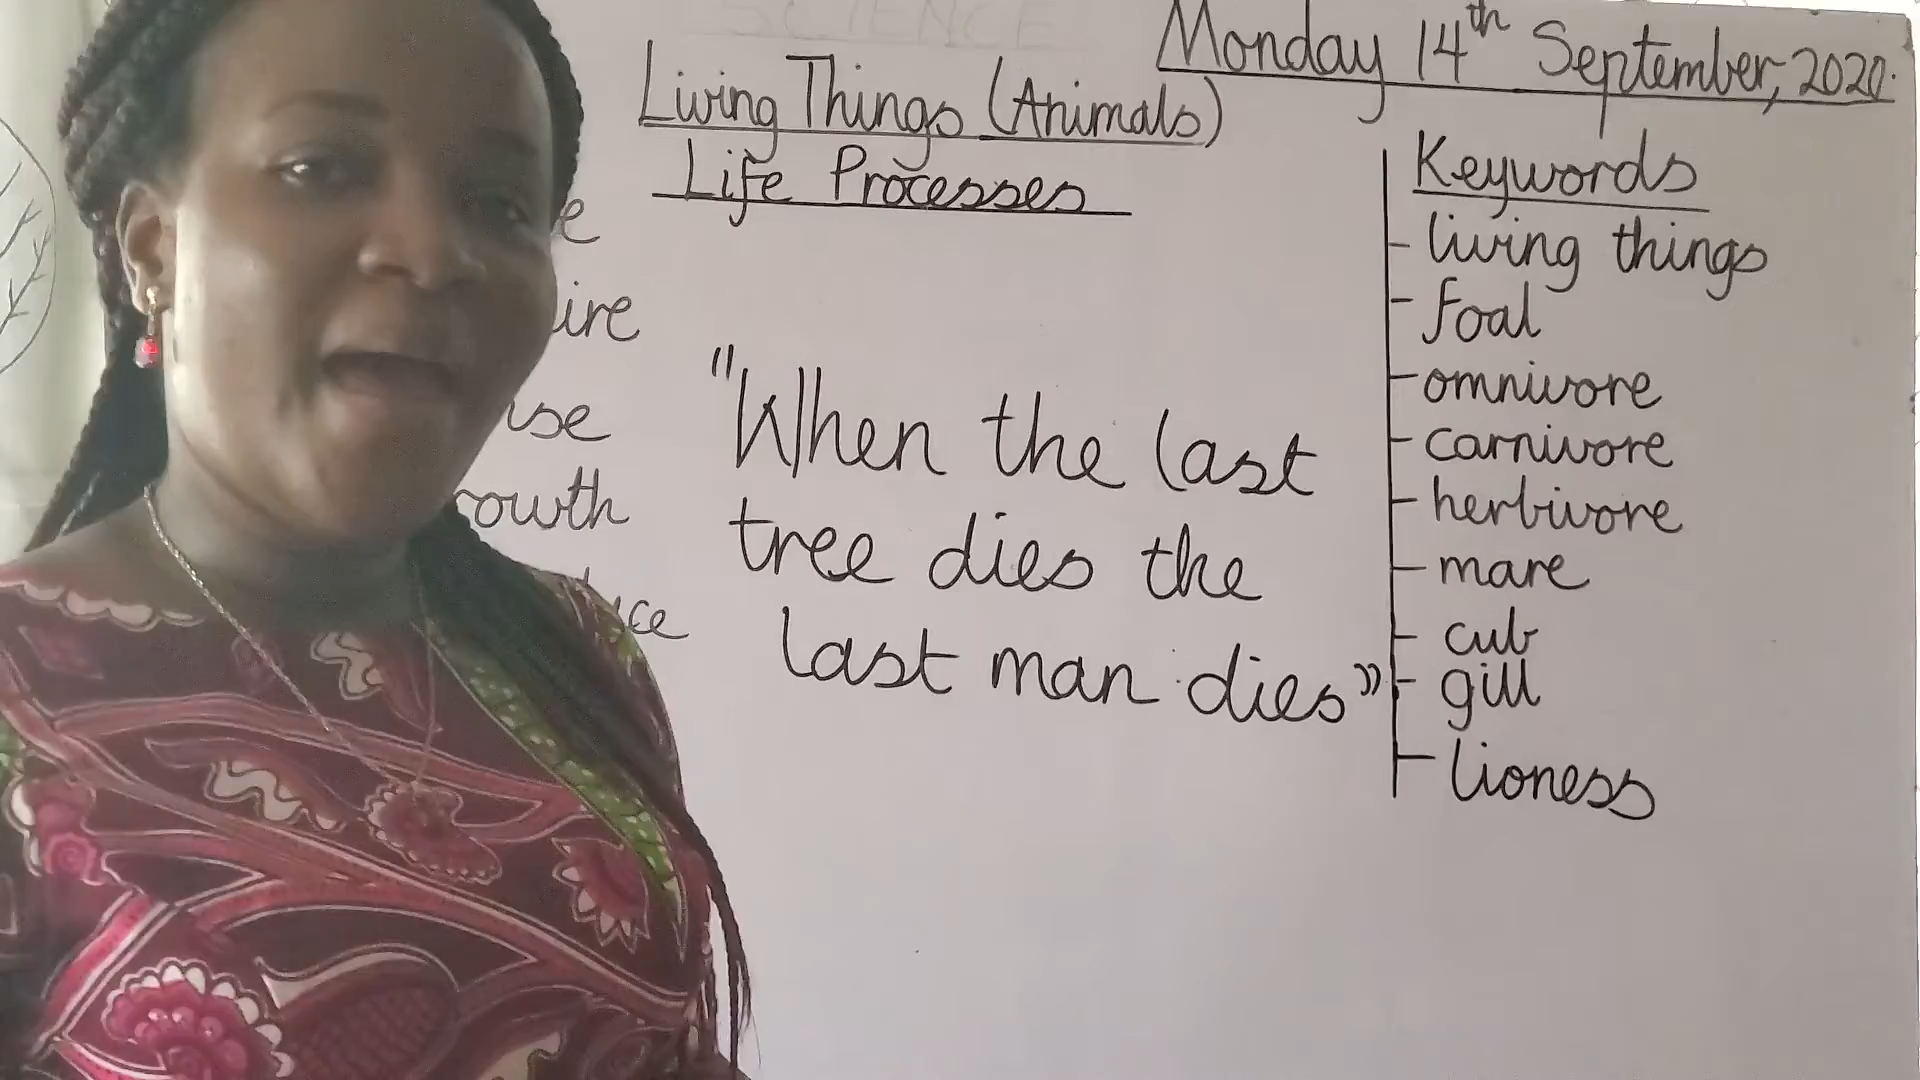 SCIENCE
Monday 14th September, 2020.
Living Things (Animals)
Life Processes
"When the last
tree dies the
last man dies"
Keywords
- living things
- foal
- omnivore
- carnivore
- herbivore
- mare
- cub
- gill
- lioness